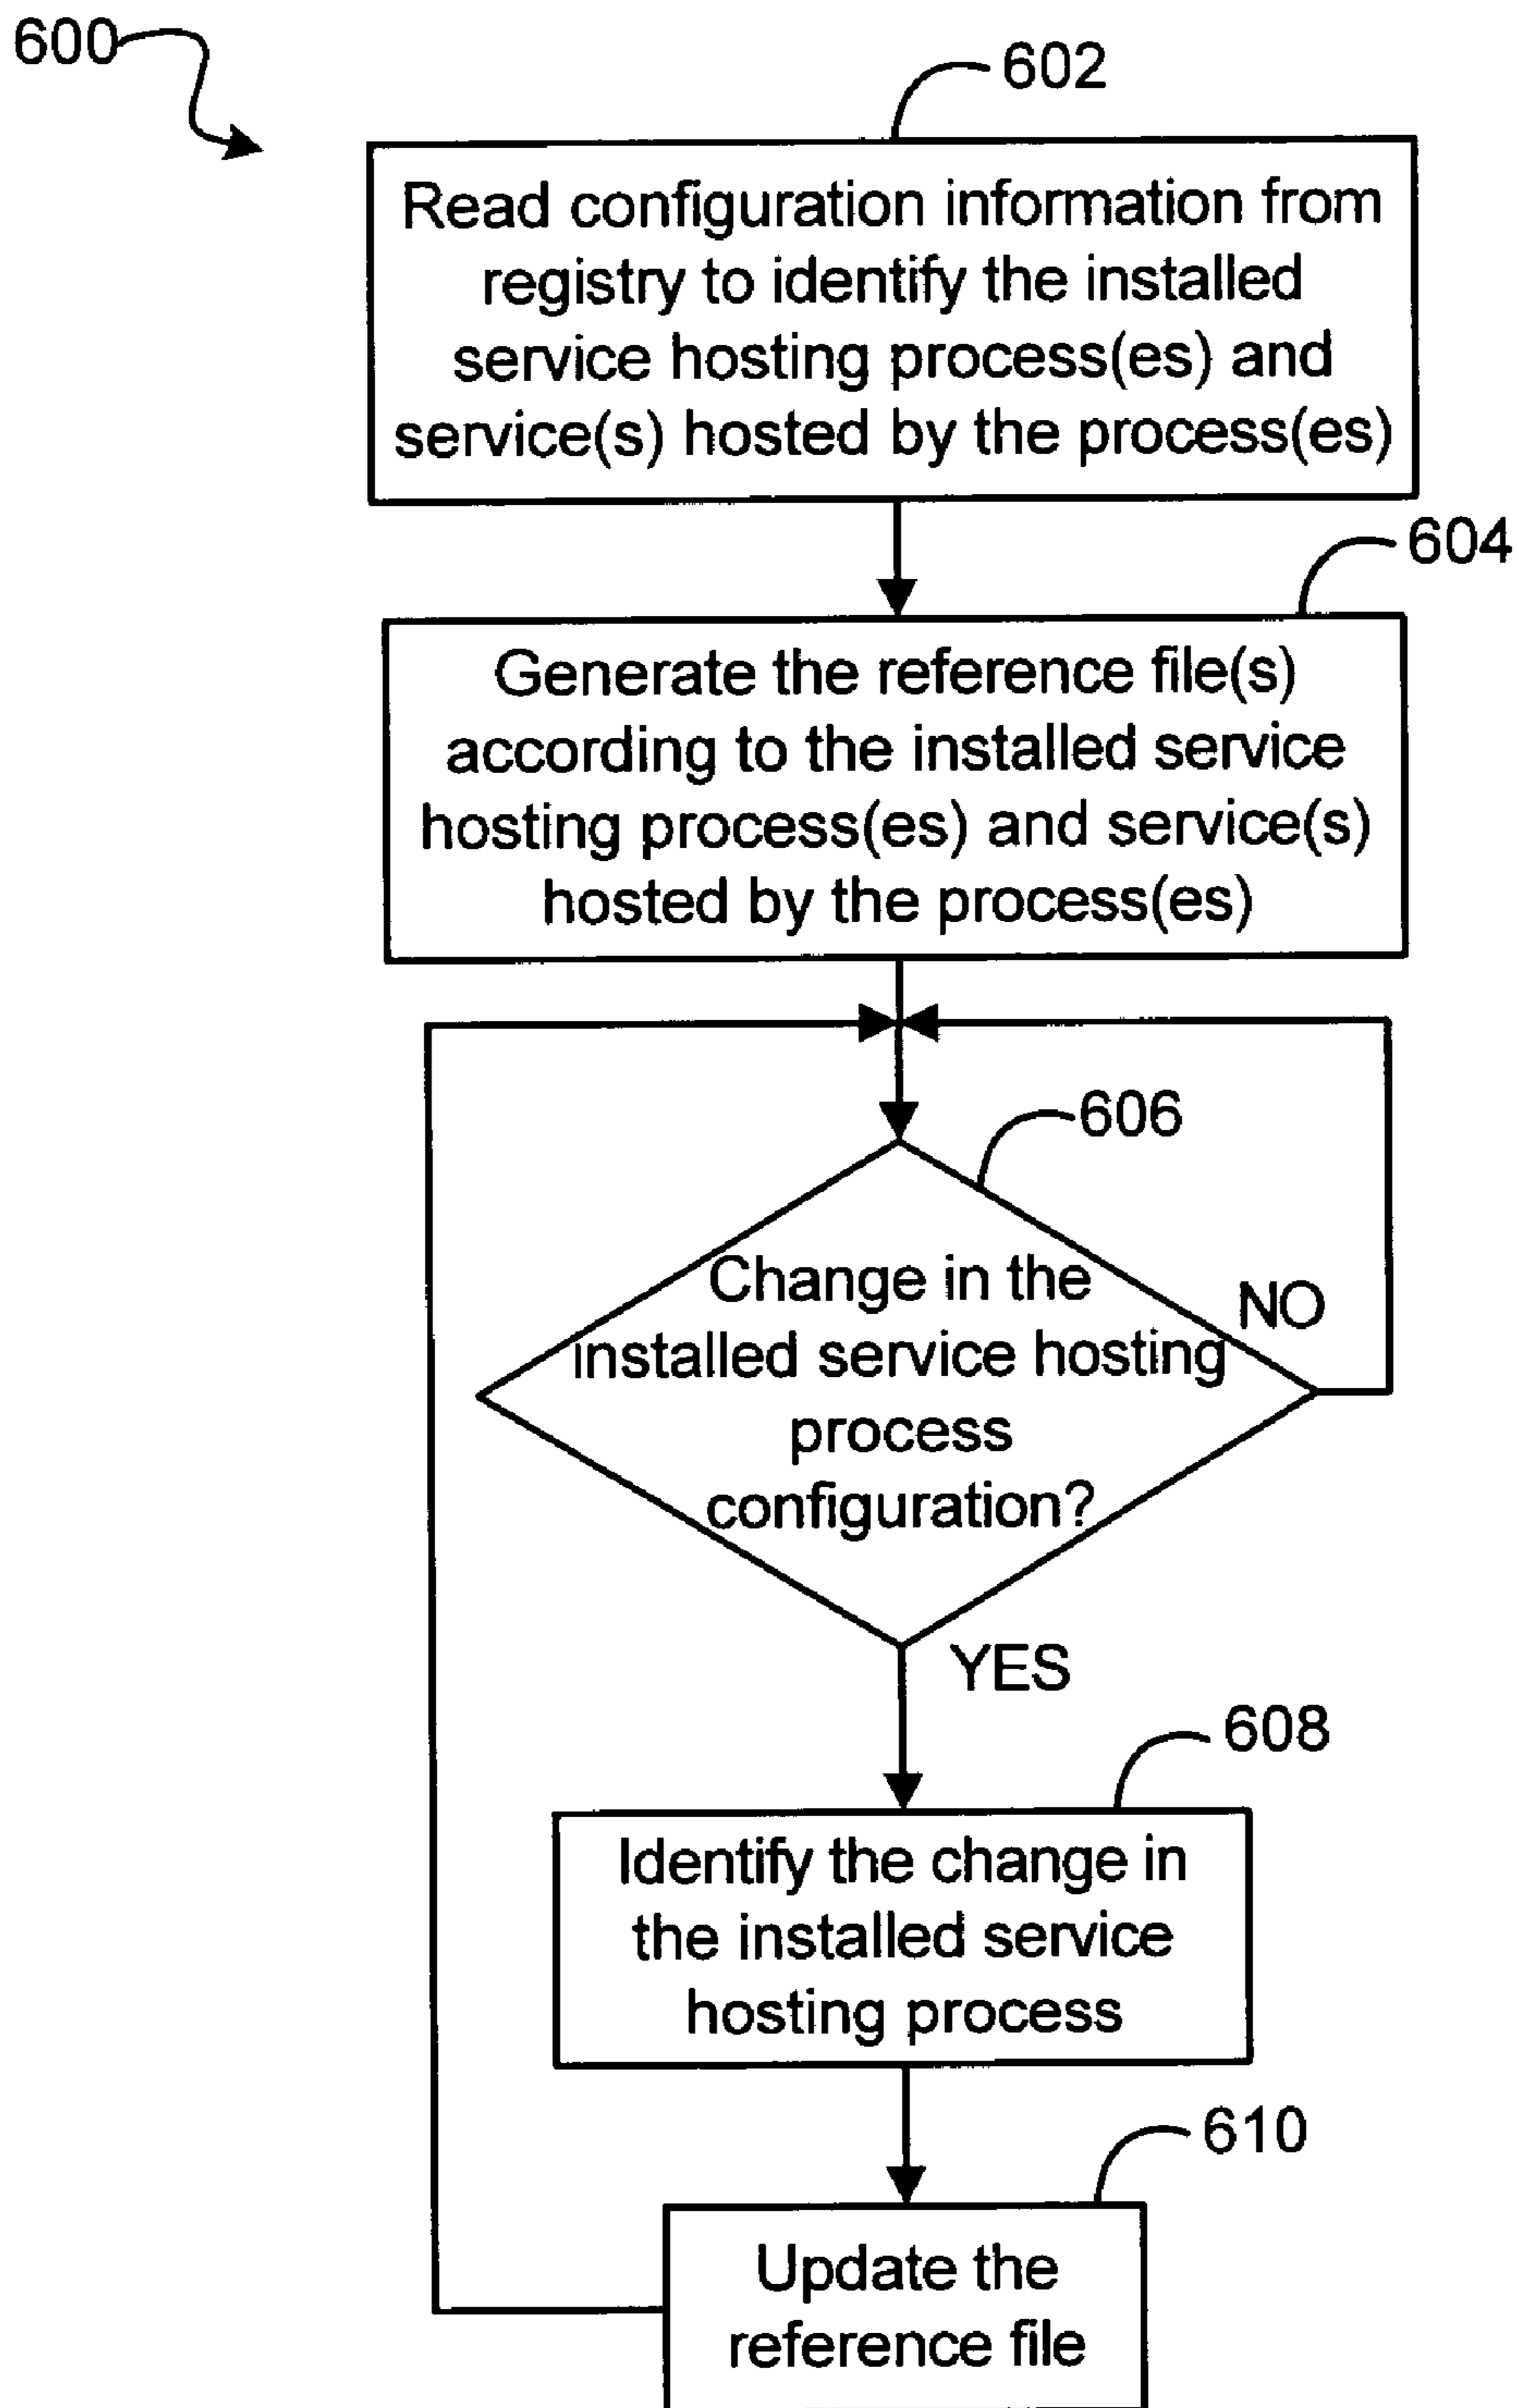 600
602
Read configuration information from
registry to identify the installed
service hosting process(es) and
service(s) hosted by the process(es)
604
Generate the reference file(s)
according to the installed service
hosting process(es) and service(s)
hosted by the process(es)
606
Change in the
installed service hosting
process
configuration?
NO
YES
608
Identify the change in
the installed service
hosting process
610
Update the
reference file